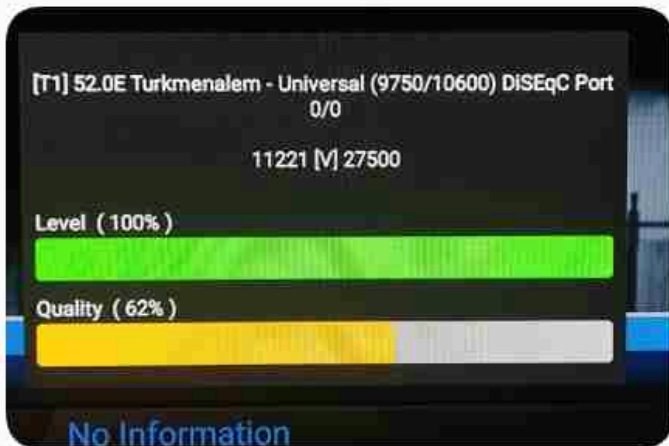 [T1] 52.0E Turkmenalem - Universal (9750/10600) DiSEqC Port
0/0
11221 [V] 27500
Level ( 100% )
Quality ( 62% )
No Information